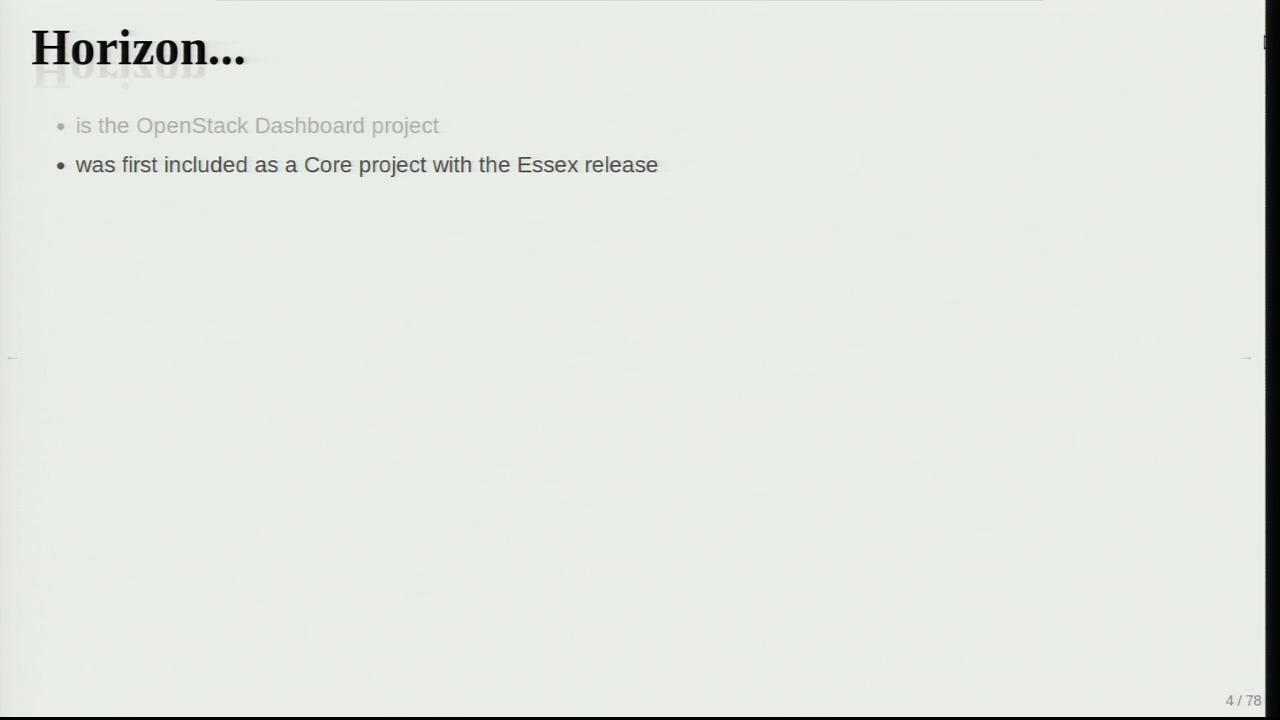 Horizon...
• is the OpenStack Dashboard project
• was first included as a Core project with the Essex release
←
→
4 / 78